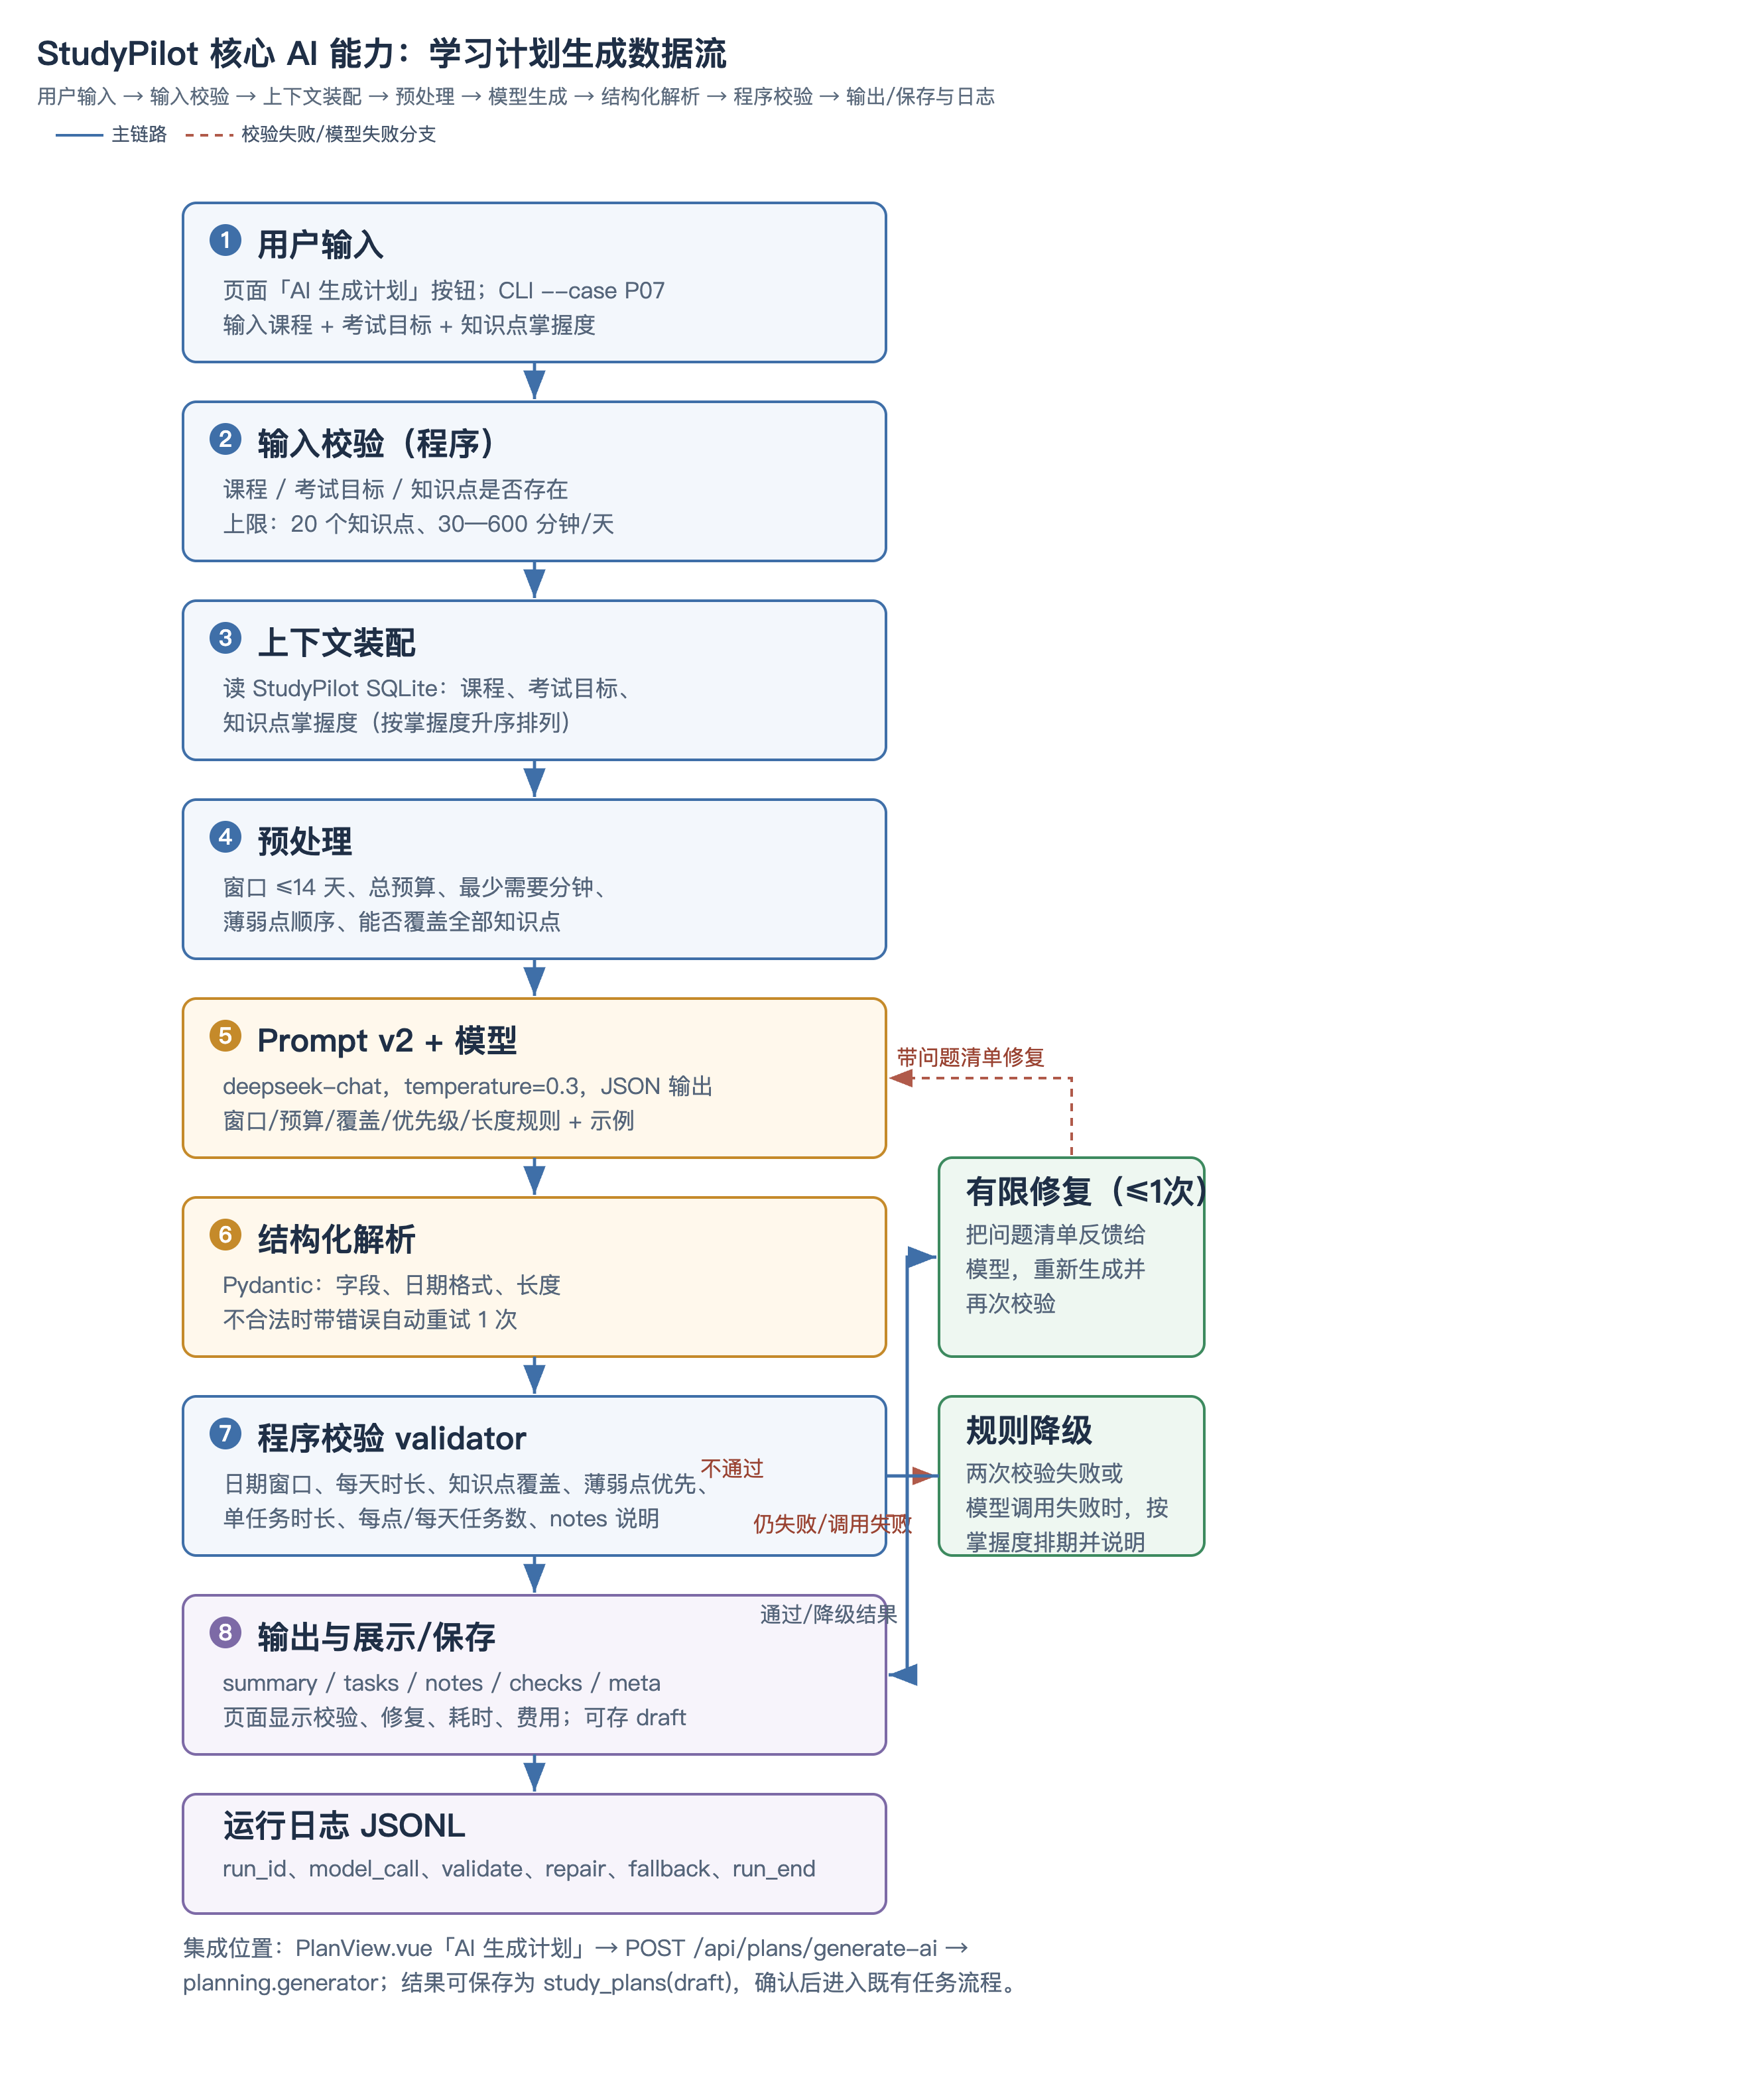 StudyPilot 核心 AI 能力：学习计划生成数据流
用户输入 → 输入校验 → 上下文装配 → 预处理 → 模型生成 → 结构化解析 → 程序校验 → 输出/保存与日志
主链路
校验失败/模型失败分支
1 用户输入
页面「AI 生成计划」按钮；CLI --case P07
输入课程 + 考试目标 + 知识点掌握度
2 输入校验（程序）
课程 / 考试目标 / 知识点是否存在
上限：20 个知识点、30—600 分钟/天
3 上下文装配
读 StudyPilot SQLite：课程、考试目标、
知识点掌握度（按掌握度升序排列）
4 预处理
窗口 ≤14 天、总预算、最少需要分钟、
薄弱点顺序、能否覆盖全部知识点
5 Prompt v2 + 模型
deepseek-chat，temperature=0.3，JSON 输出
窗口/预算/覆盖/优先级/长度规则 + 示例
带问题清单修复
有限修复（≤1次）
把问题清单反馈给
模型，重新生成并
再次校验
6 结构化解析
Pydantic：字段、日期格式、长度
不合法时带错误自动重试 1 次
7 程序校验 validator
日期窗口、每天时长、知识点覆盖、薄弱点优先、
单任务时长、每点/每天任务数、notes 说明
不通过
仍失败/调用失败
规则降级
两次校验失败或
模型调用失败时，按
掌握度排期并说明
通过/降级结果
8 输出与展示/保存
summary / tasks / notes / checks / meta
页面显示校验、修复、耗时、费用；可存 draft
运行日志 JSONL
run_id、model_call、validate、repair、fallback、run_end
集成位置：PlanView.vue「AI 生成计划」→ POST /api/plans/generate-ai →
planning.generator；结果可保存为 study_plans(draft)，确认后进入既有任务流程。